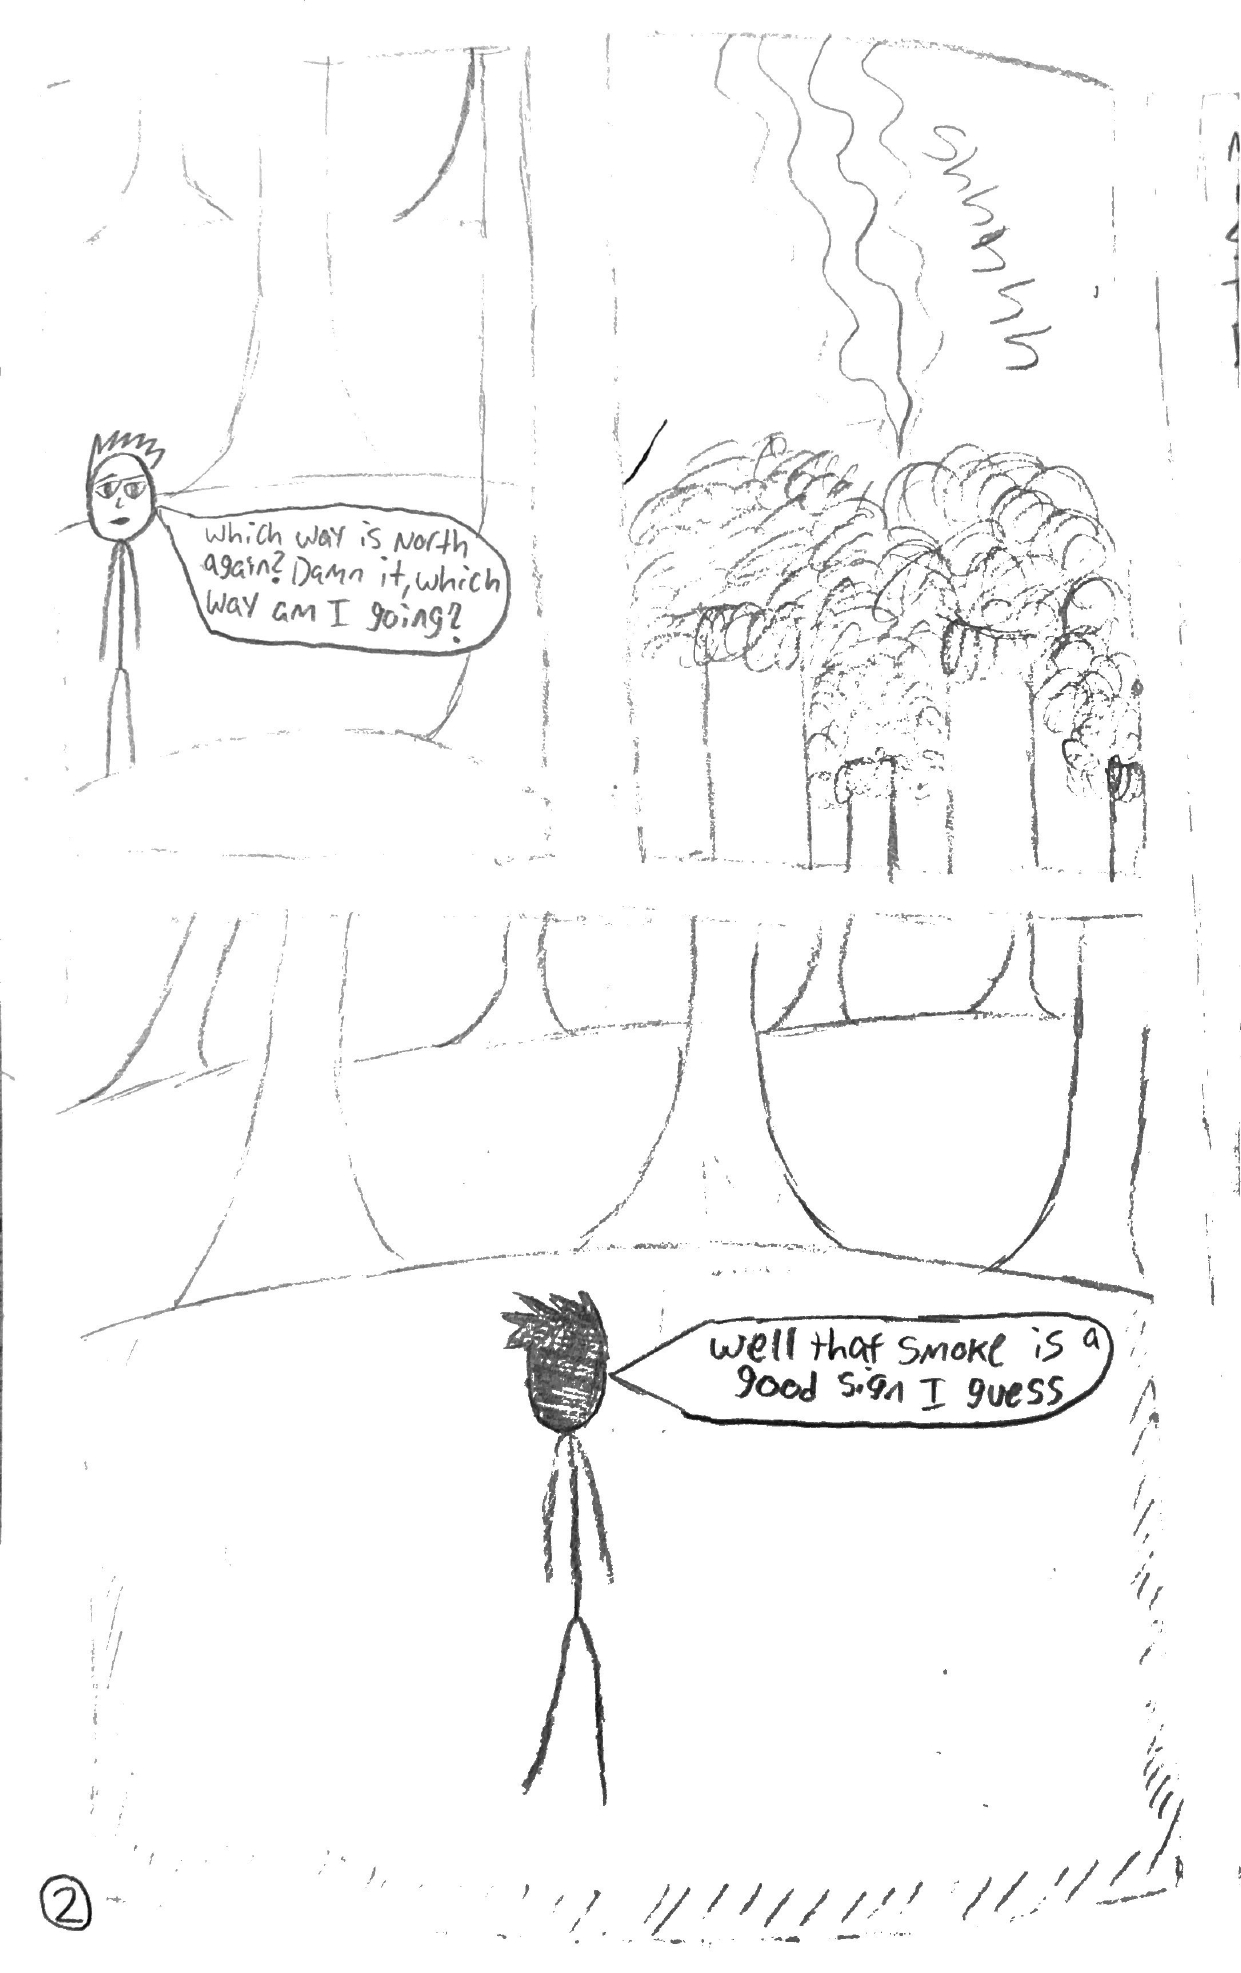 which way is North
again? Damn it, which
way am I going?
Shhhhh
well that smoke is a
good sign I guess
2